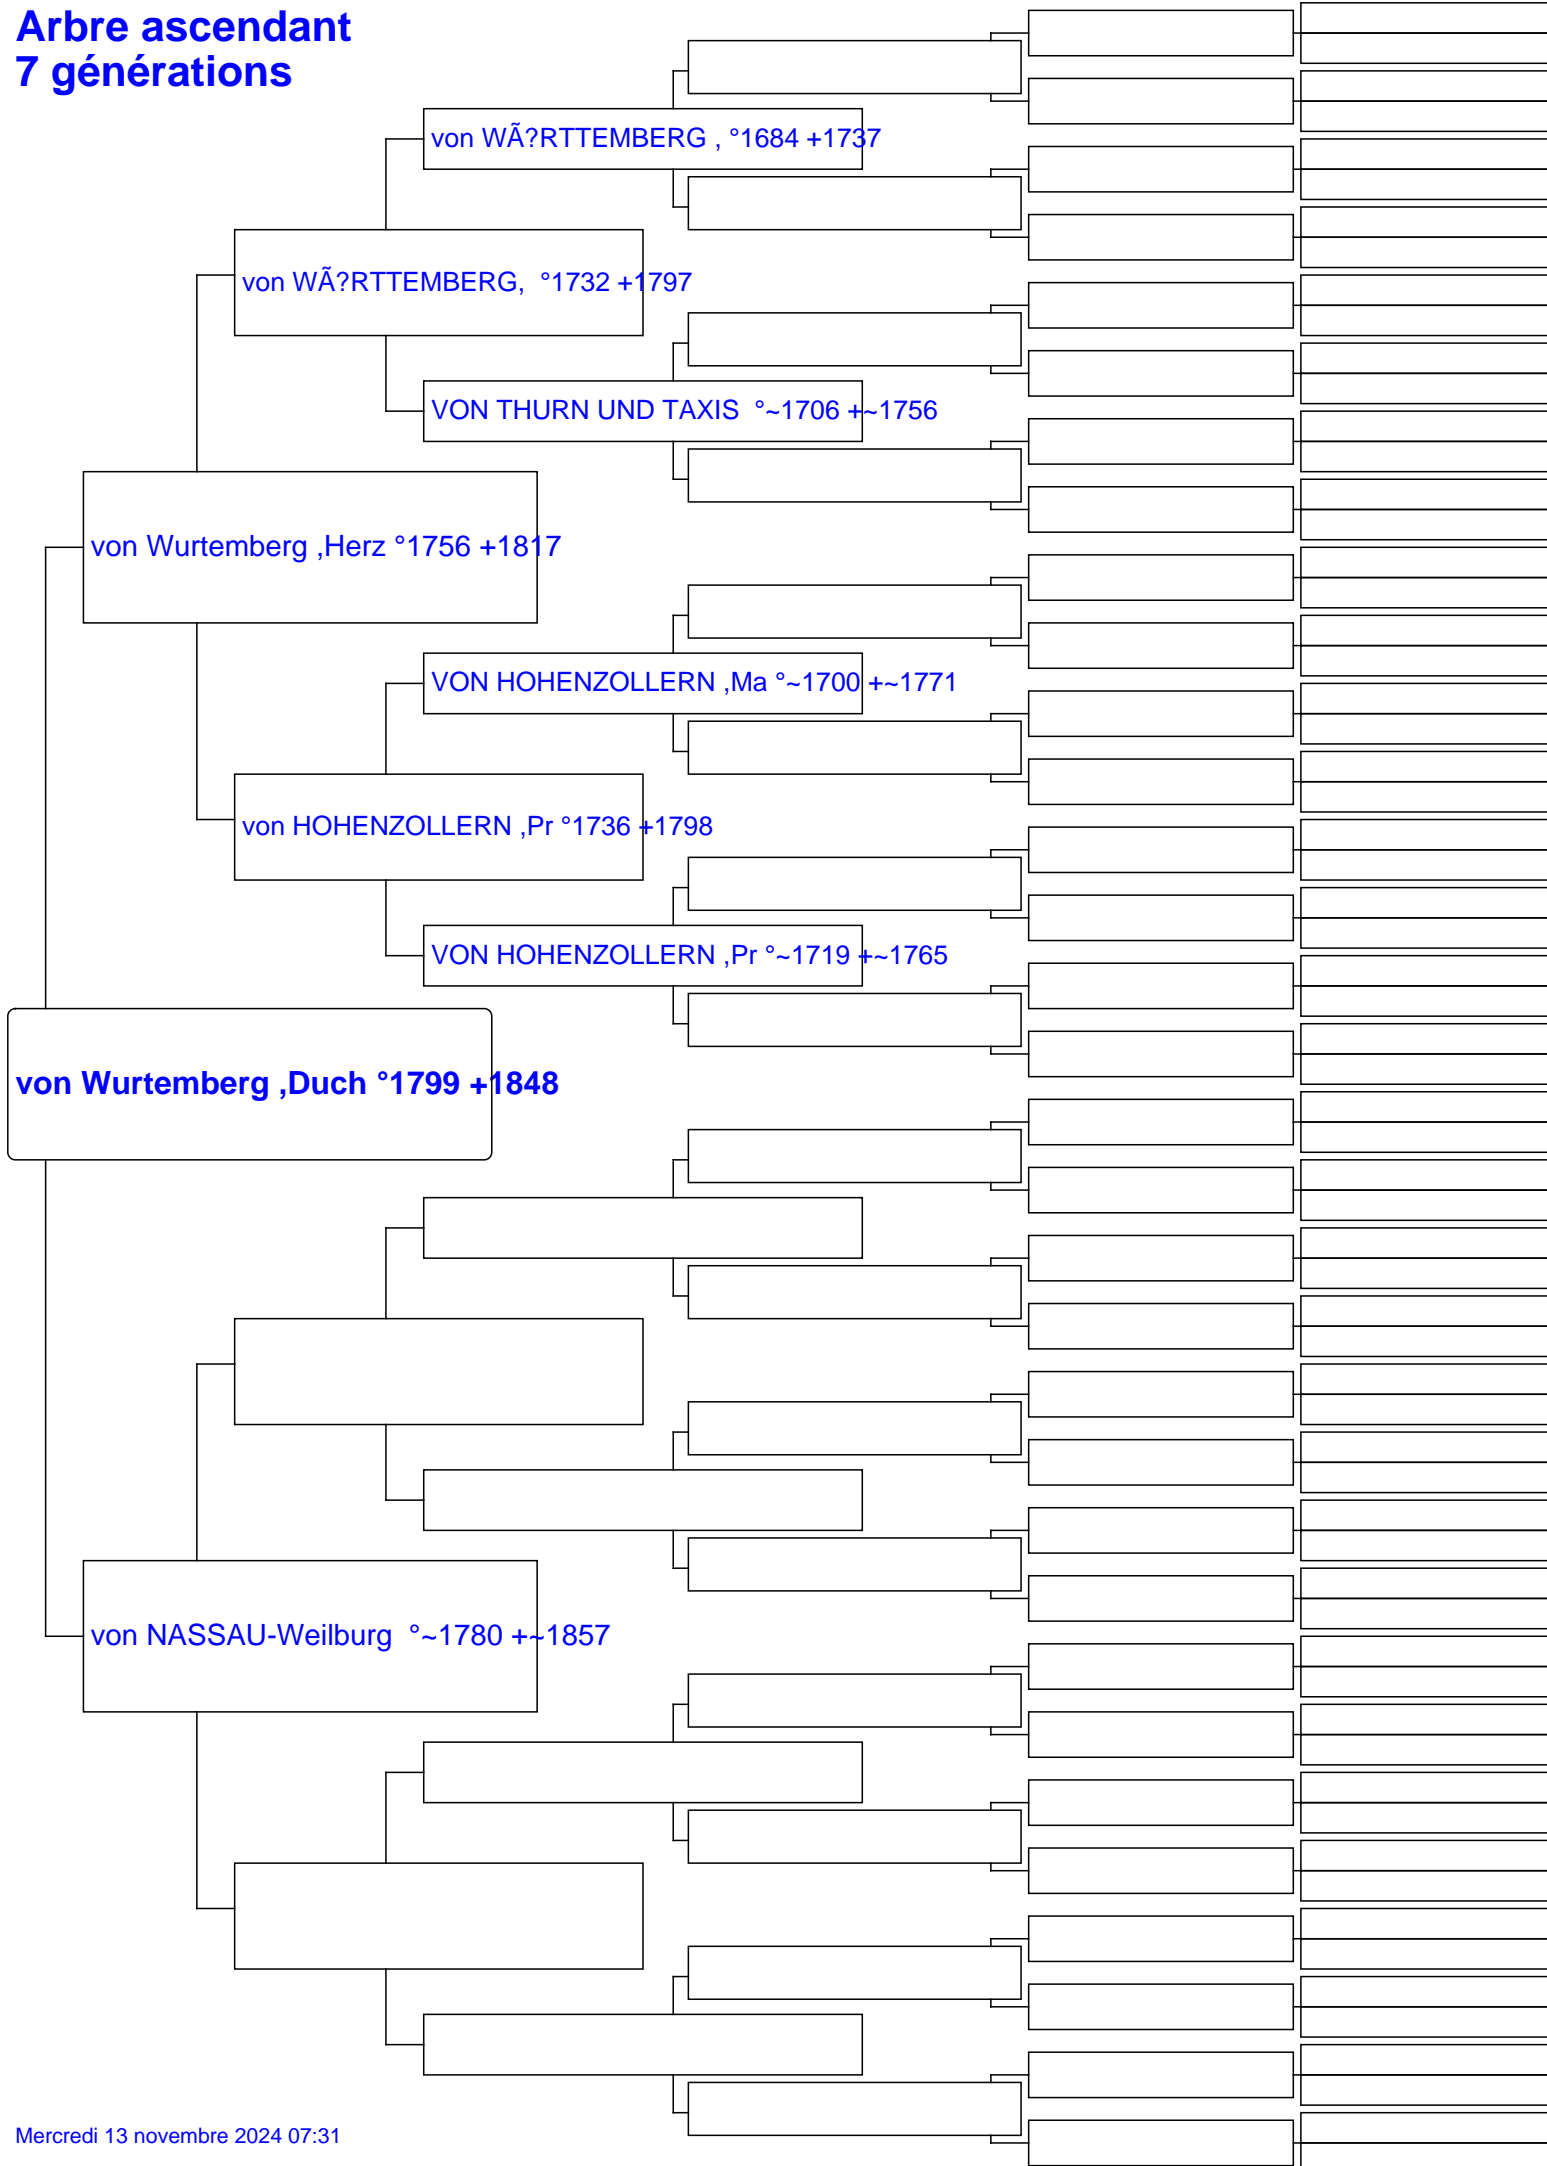 Arbre ascendant
7 générations
von WÃ?RTTEMBERG , °1684 +1737
von WÃ?RTTEMBERG,  °1732 +1797
VON THURN UND TAXIS  °~1706 +~1756
von Wurtemberg ,Herz °1756 +1817
VON HOHENZOLLERN ,Ma °~1700 +~1771
von HOHENZOLLERN ,Pr °1736 +1798
VON HOHENZOLLERN ,Pr °~1719 +~1765
von Wurtemberg ,Duch °1799 +1848
von NASSAU-Weilburg  °~1780 +~1857
Mercredi 13 novembre 2024 07:31